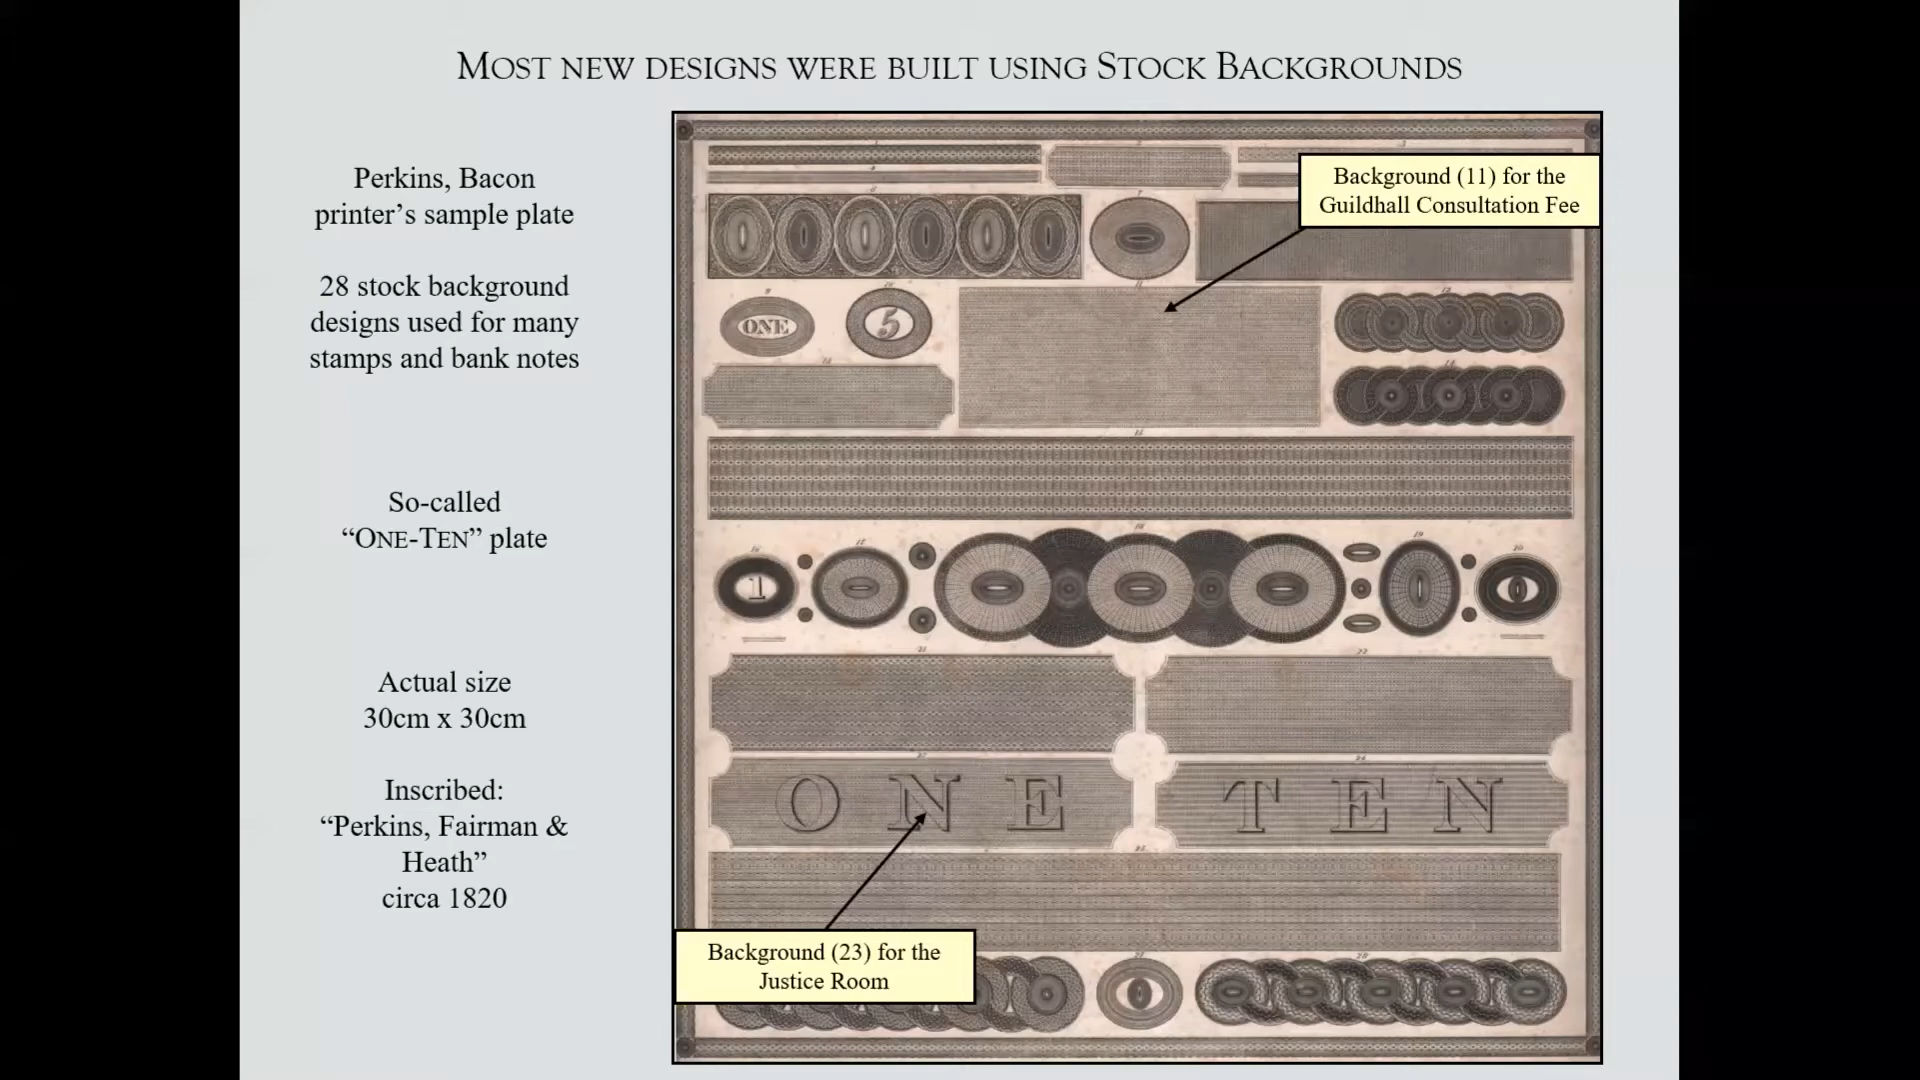 MOST NEW DESIGNS WERE BUILT USING STOCK BACKGROUNDS
Perkins, Bacon
printer’s sample plate
28 stock background
designs used for many
stamps and bank notes
So-called
“ONE-TEN” plate
Actual size
30cm x 30cm
Inscribed:
“Perkins, Fairman &
Heath”
circa 1820
Background (11) for the
Guildhall Consultation Fee
ONE
5
1
O N E
T E N
Background (23) for the
Justice Room